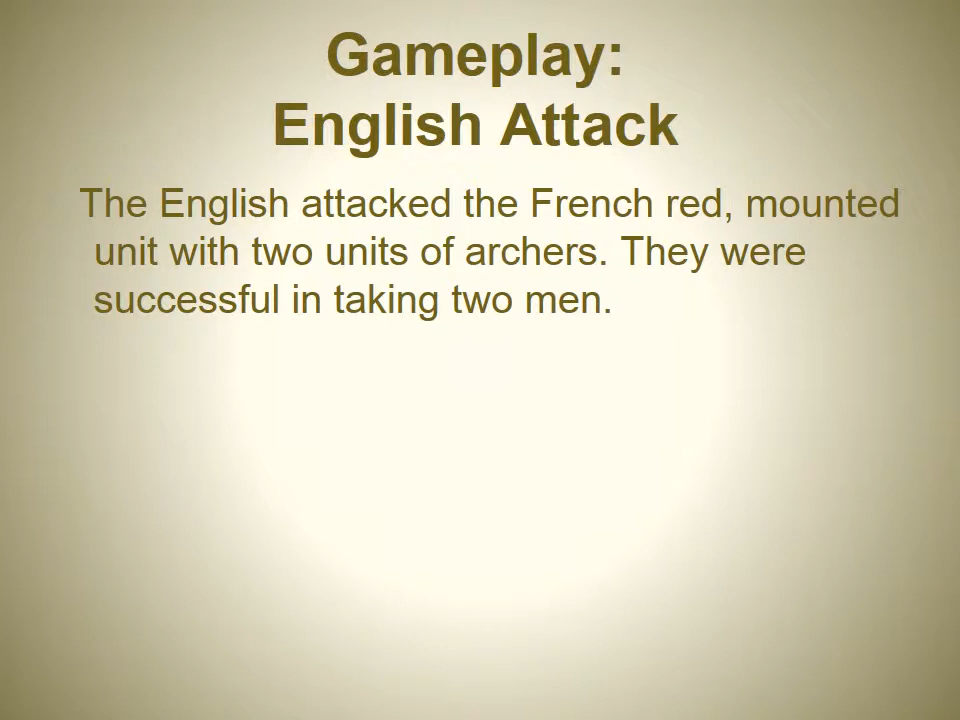 Gameplay:
English Attack
The English attacked the French red, mounted
unit with two units of archers. They were
successful in taking two men.